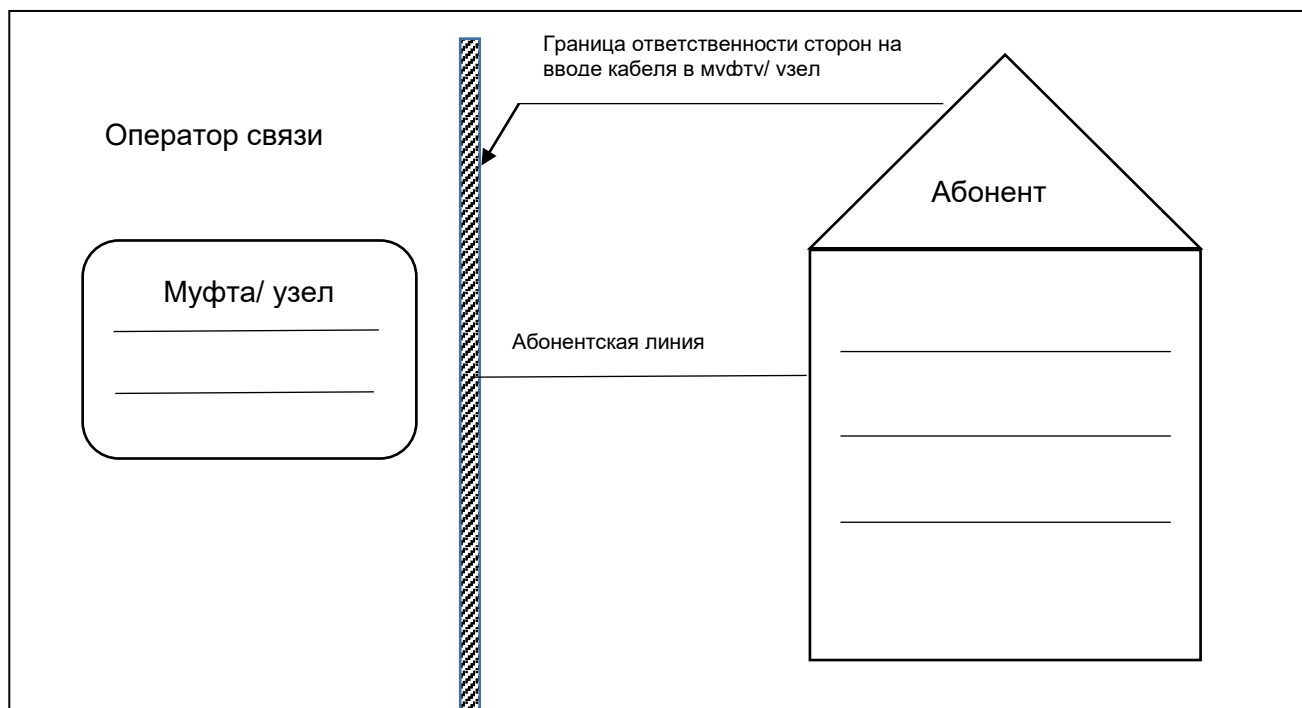 Граница ответственности сторон на
вводе кабеля в муфту/ узел
Оператор связи
Абонент
Муфта/ узел
Абонентская линия